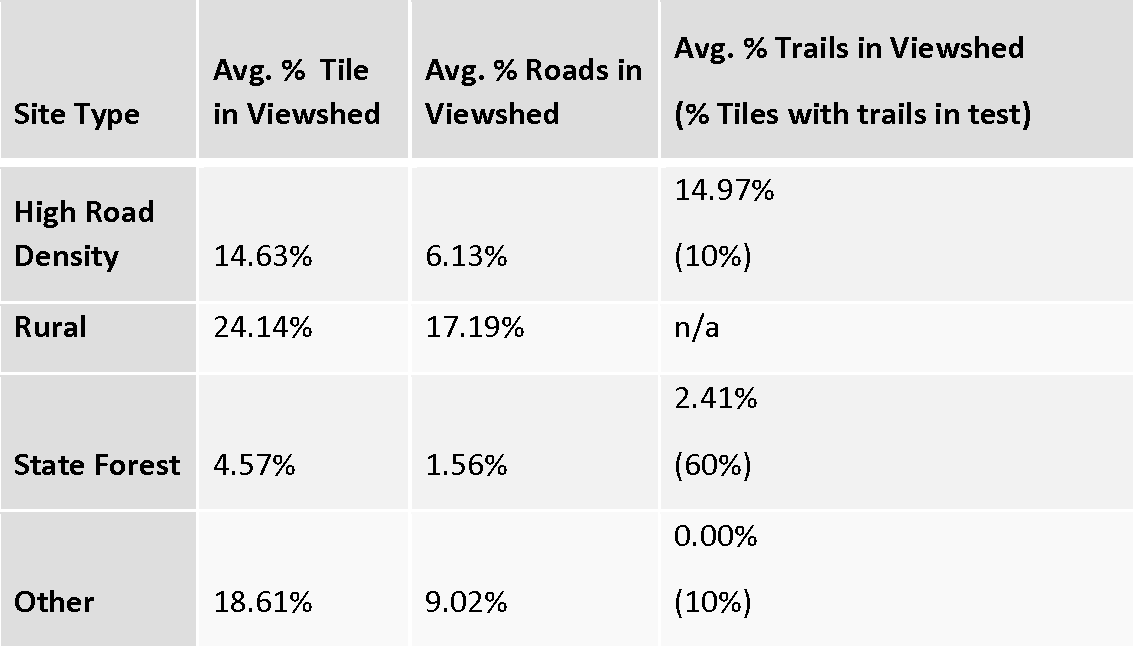 Site Type
Avg. % Tile
in Viewshed
Avg. % Roads in
Viewshed
Avg. % Trails in Viewshed
(% Tiles with trails in test)
High Road
Density
14.63%
6.13%
14.97%
(10%)
Rural
24.14%
17.19%
n/a
State Forest
4.57%
1.56%
2.41%
(60%)
Other
18.61%
9.02%
0.00%
(10%)